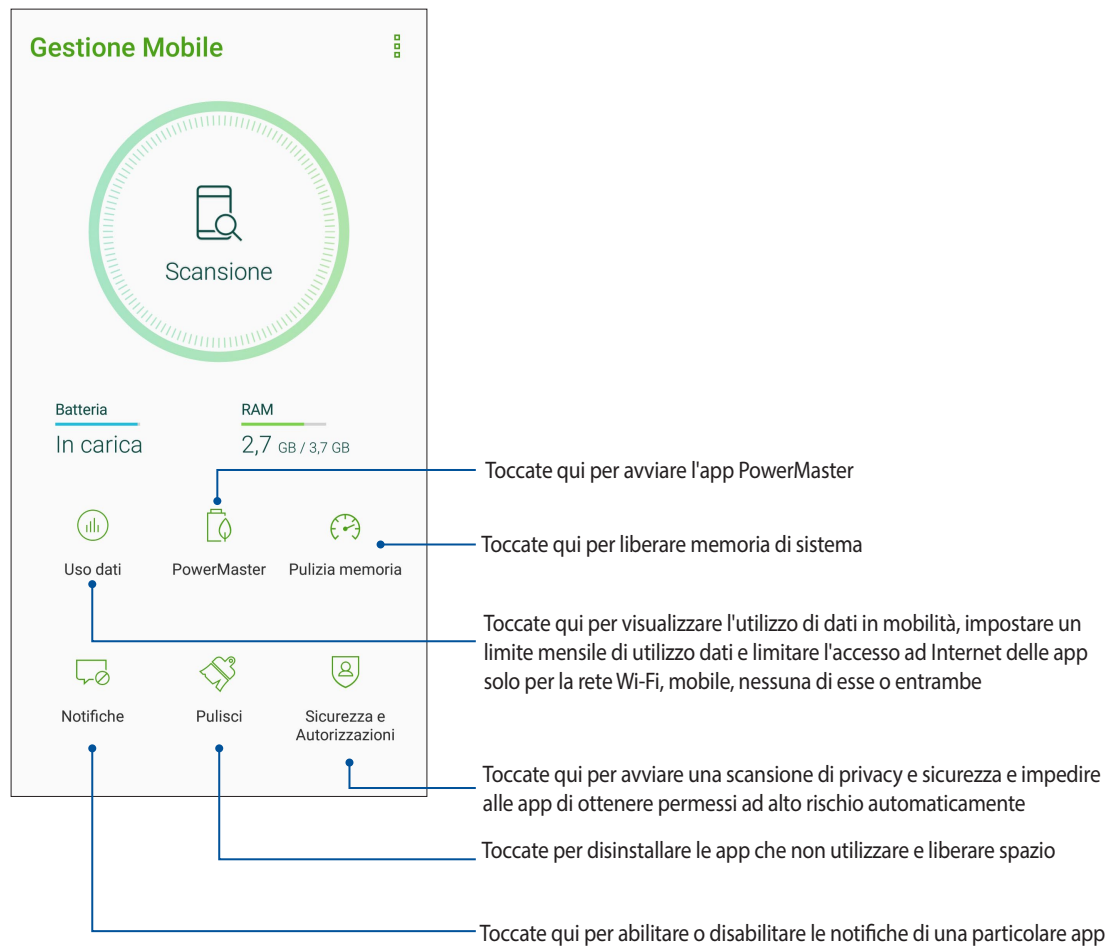 Gestione Mobile
Scansione
Batteria
In carica
RAM
2,7 GB / 3,7 GB
Uso dati
PowerMaster
Pulizia memoria
Notifiche
Pulisci
Sicurezza e
Autorizzazioni
Toccate qui per avviare l'app PowerMaster
Toccate qui per liberare memoria di sistema
Toccate qui per visualizzare l'utilizzo di dati in mobilità, impostare un
limite mensile di utilizzo dati e limitare l'accesso ad Internet delle app
solo per la rete Wi-Fi, mobile, nessuna di esse o entrambe
Toccate qui per avviare una scansione di privacy e sicurezza e impedire
alle app di ottenere permessi ad alto rischio automaticamente
Toccate per disinstallare le app che non utilizzare e liberare spazio
Toccate qui per abilitare o disabilitare le notifiche di una particolare app